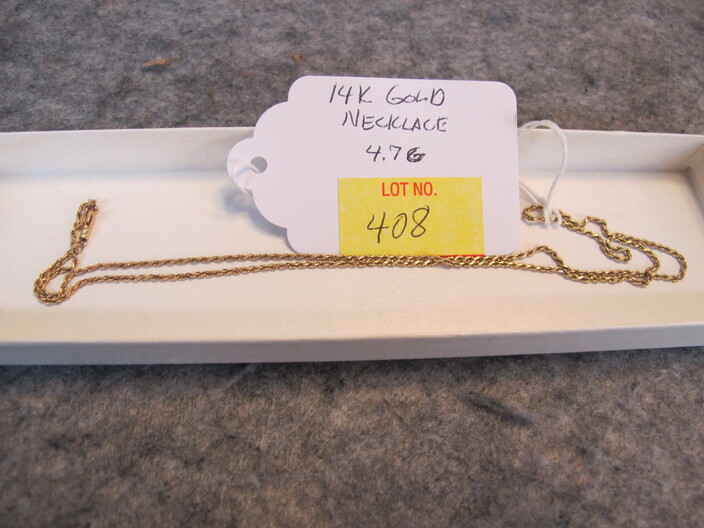 14K GOLD
NECKLACE
4.7G
LOT NO.
408